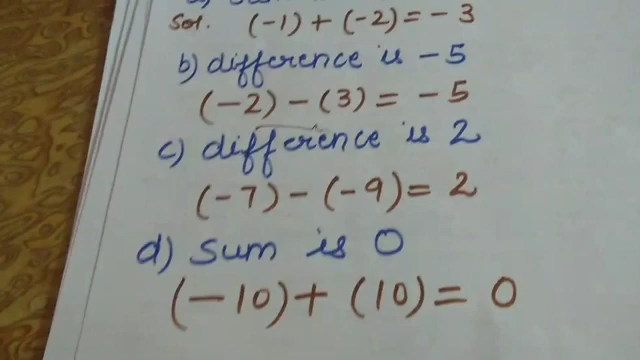 Sol. (-1) + (-2) = - 3
b) difference is - 5
(-2) - (3) = - 5
c) difference is 2
(-7) - (-9) = 2
d) sum is 0
(-10) + (10) = 0